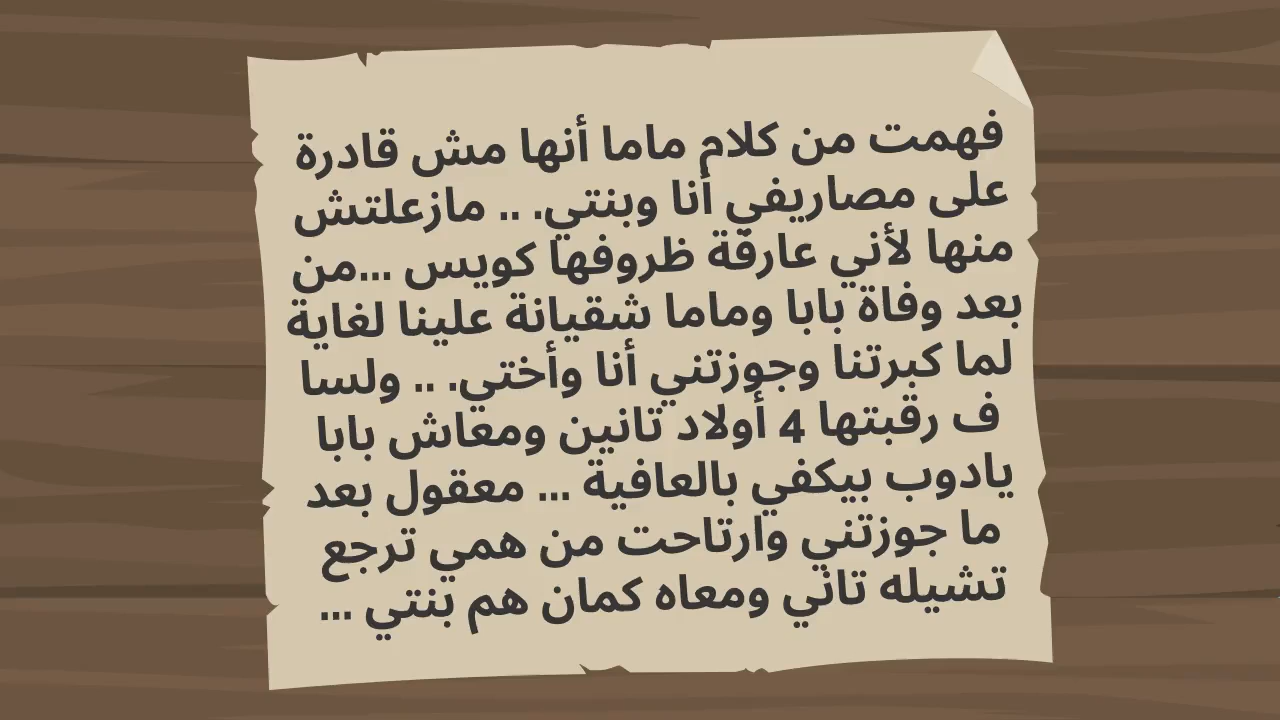 فهمت من كلام ماما أنها مش قادرة
على مصاريفي أنا وبنتي. .. مازعلتش
منها لأني عارفة ظروفها كويس ...من
بعد وفاة بابا وماما شقيانة علينا لغاية
لما كبرتنا وجوزتني أنا وأختي. .. ولسا
ف رقبتها 4 أولاد تانين ومعاش بابا
يادوب بيكفي بالعافية ... معقول بعد
ما جوزتني وارتاحت من همي ترجع
تشيله تاني ومعاه كمان هم بنتي ...